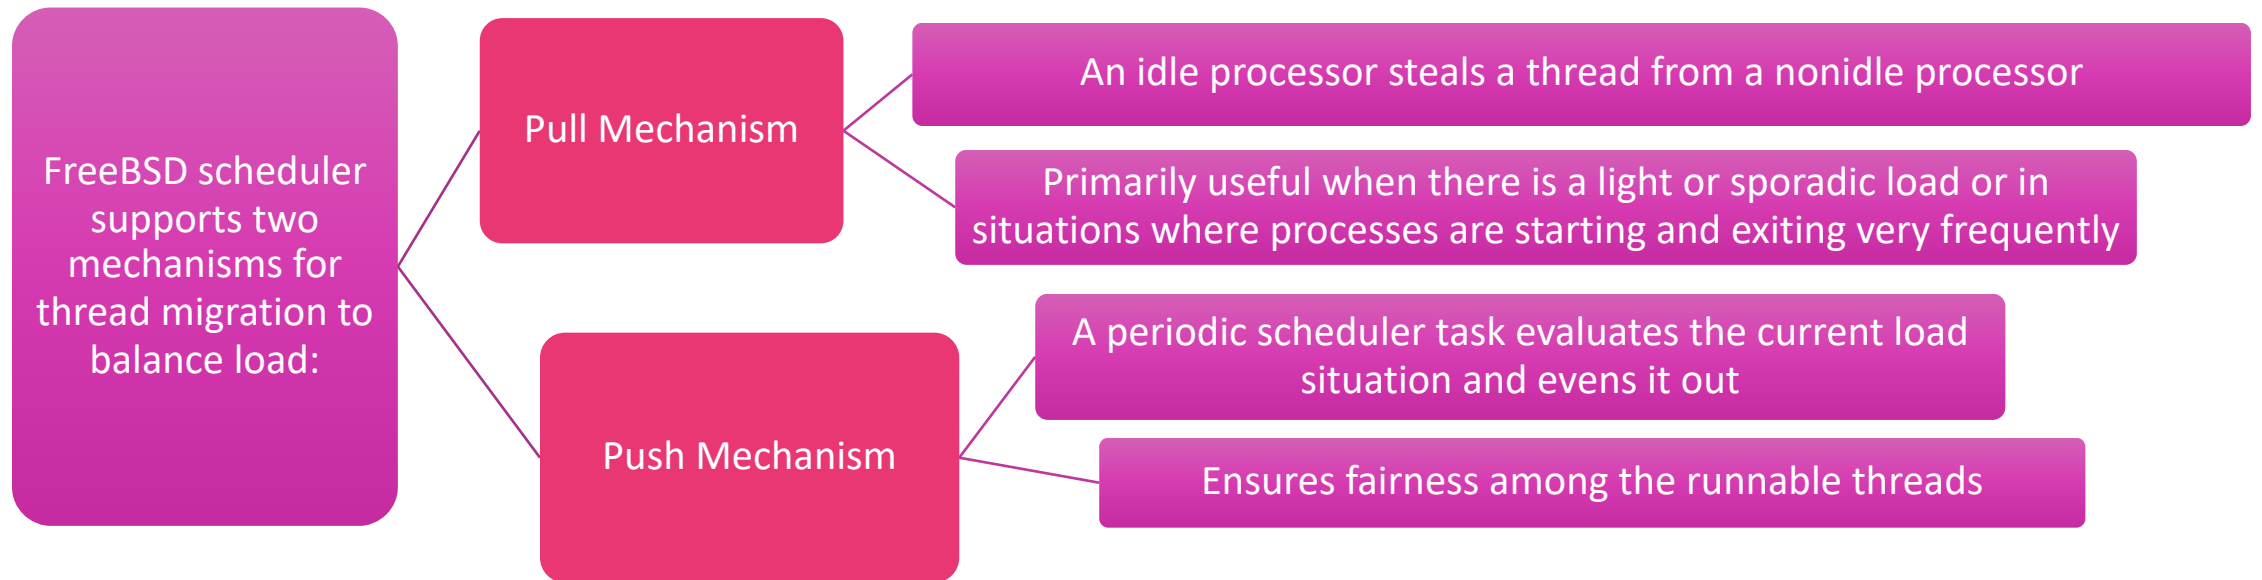 FreeBSD scheduler
supports two
mechanisms for
thread migration to
balance load:
Pull Mechanism
An idle processor steals a thread from a nonidle processor
Primarily useful when there is a light or sporadic load or in
situations where processes are starting and exiting very frequently
Push Mechanism
A periodic scheduler task evaluates the current load
situation and evens it out
Ensures fairness among the runnable threads